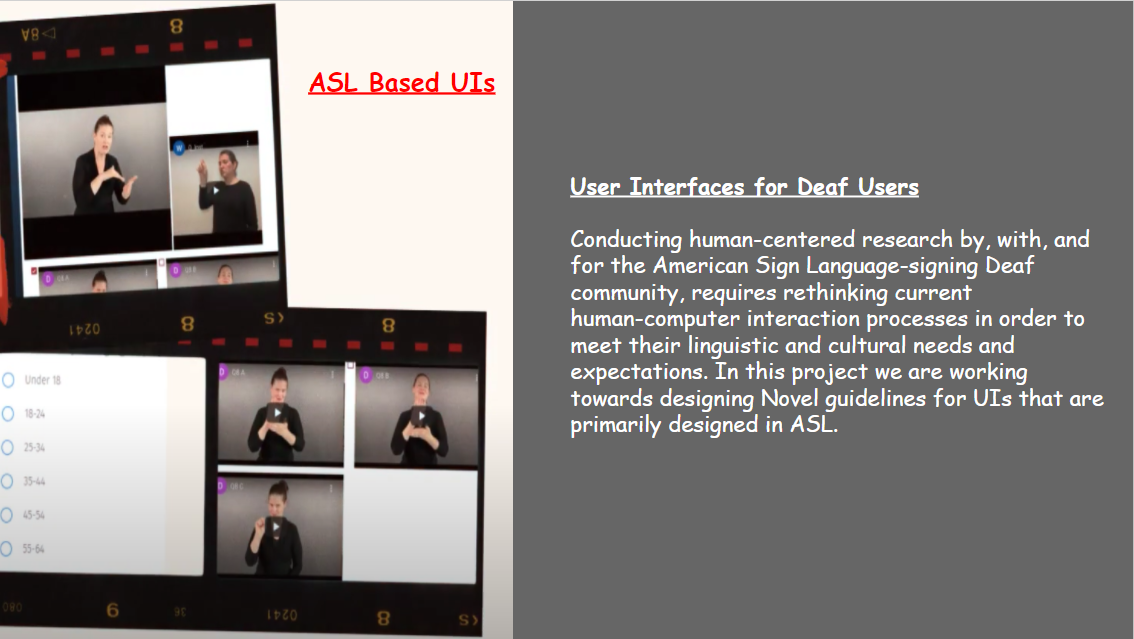 ASL Based UIs
8
8
8
0241
8
Under 18
18-24
25-34
35-44
45-54
55-64
D
D
W
D
D
D
9
36
0241
8
User Interfaces for Deaf Users
Conducting human-centered research by, with, and
for the American Sign Language-signing Deaf
community, requires rethinking current
human-computer interaction processes in order to
meet their linguistic and cultural needs and
expectations. In this project we are working
towards designing Novel guidelines for UIs that are
primarily designed in ASL.